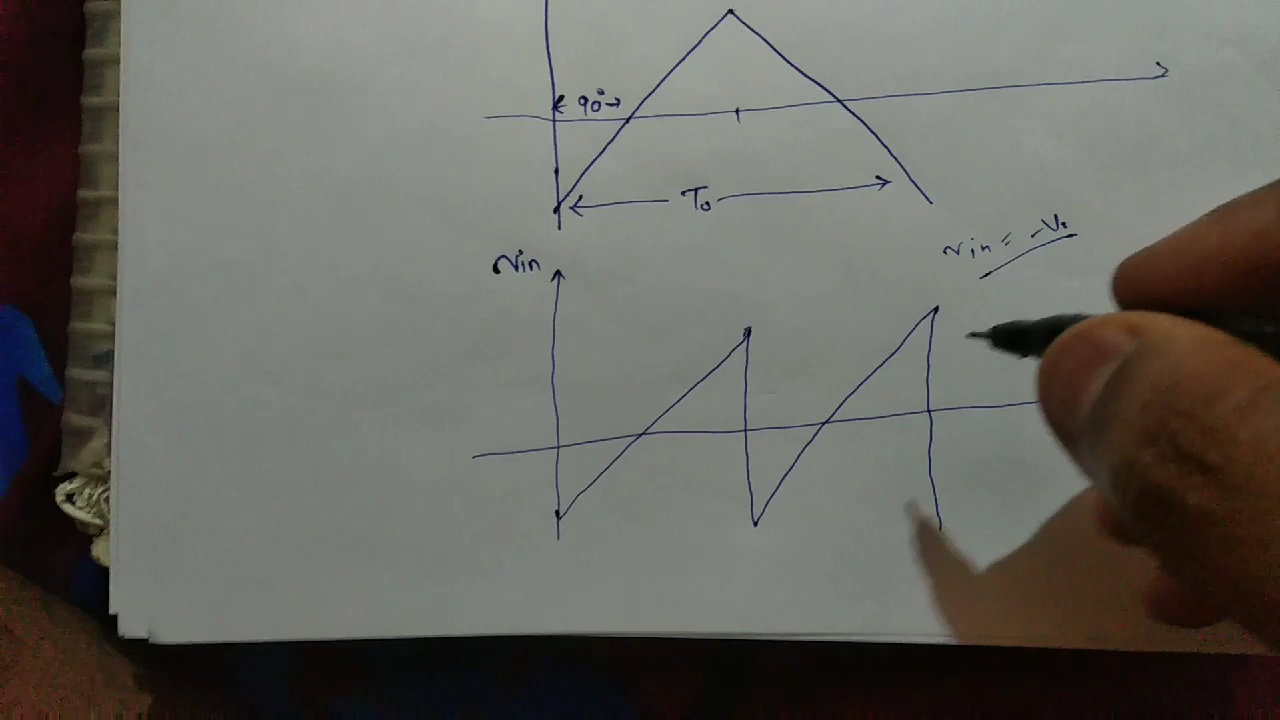 90°
T₀
vin
vin = -V₀